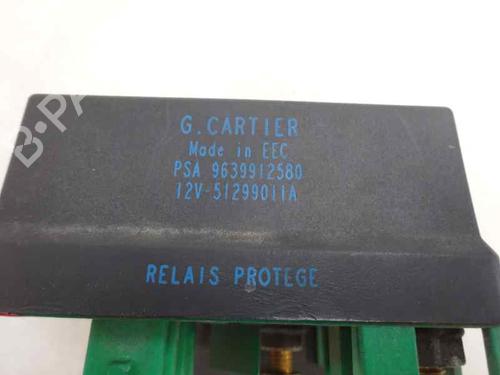 G.CARTIER
Made in EEC
PSA 9639912580
12V-51299011A
RELAIS PROTEGE